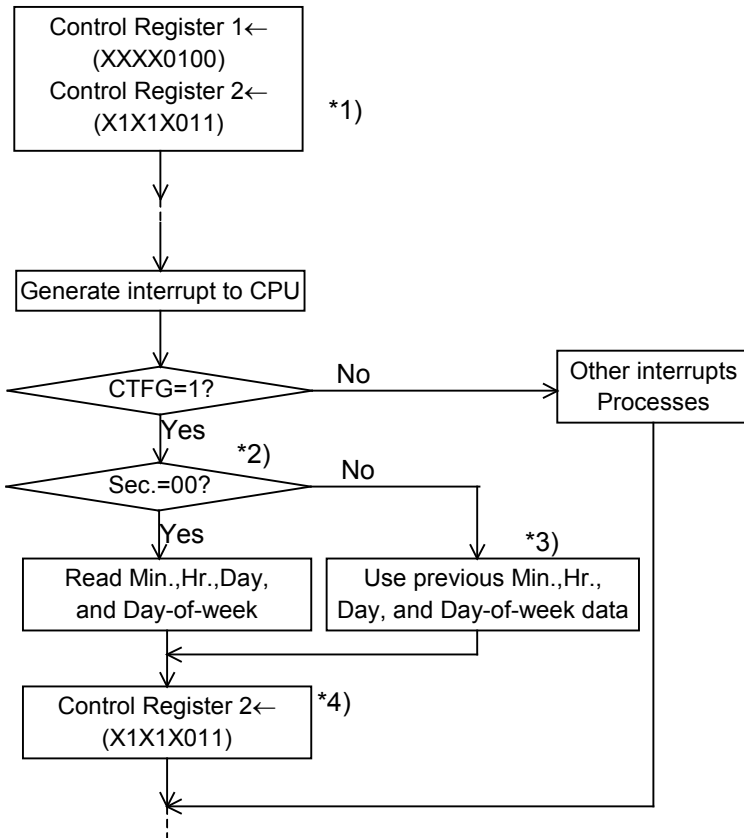 Control Register 1←
(XXXX0100)
Control Register 2←
(X1X1X011)
*1)
Generate interrupt to CPU
CTFG=1?
No
Other interrupts
Processes
Yes
*2)
Sec.=00?
No
Yes
*3)
Read Min.,Hr.,Day,
and Day-of-week
Use previous Min.,Hr.,
Day, and Day-of-week data
Control Register 2←
(X1X1X011)
*4)